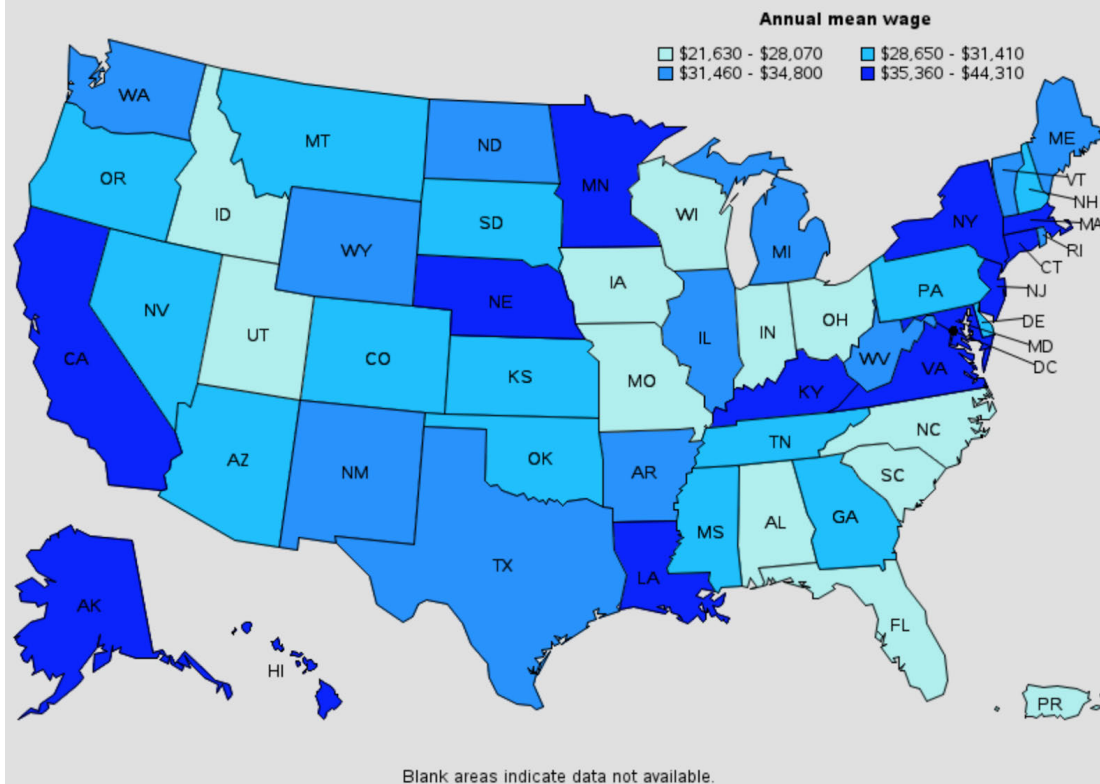 Annual mean wage
$21,630 - $28,070 $28,650 - $31,410
$31,460 - $34,800 $35,360 - $44,310
WA
MT
ND
MN
ME
VT
NH
MA
RI
CT
NY
OR
ID
WY
SD
WI
MI
NJ
PA
DE
MD
DC
NV
UT
CO
NE
IA
IL
IN
OH
WV
VA
CA
KS
MO
KY
AZ
NM
OK
AR
TN
NC
SC
TX
LA
MS
AL
GA
FL
AK
HI
PR
Blank areas indicate data not available.